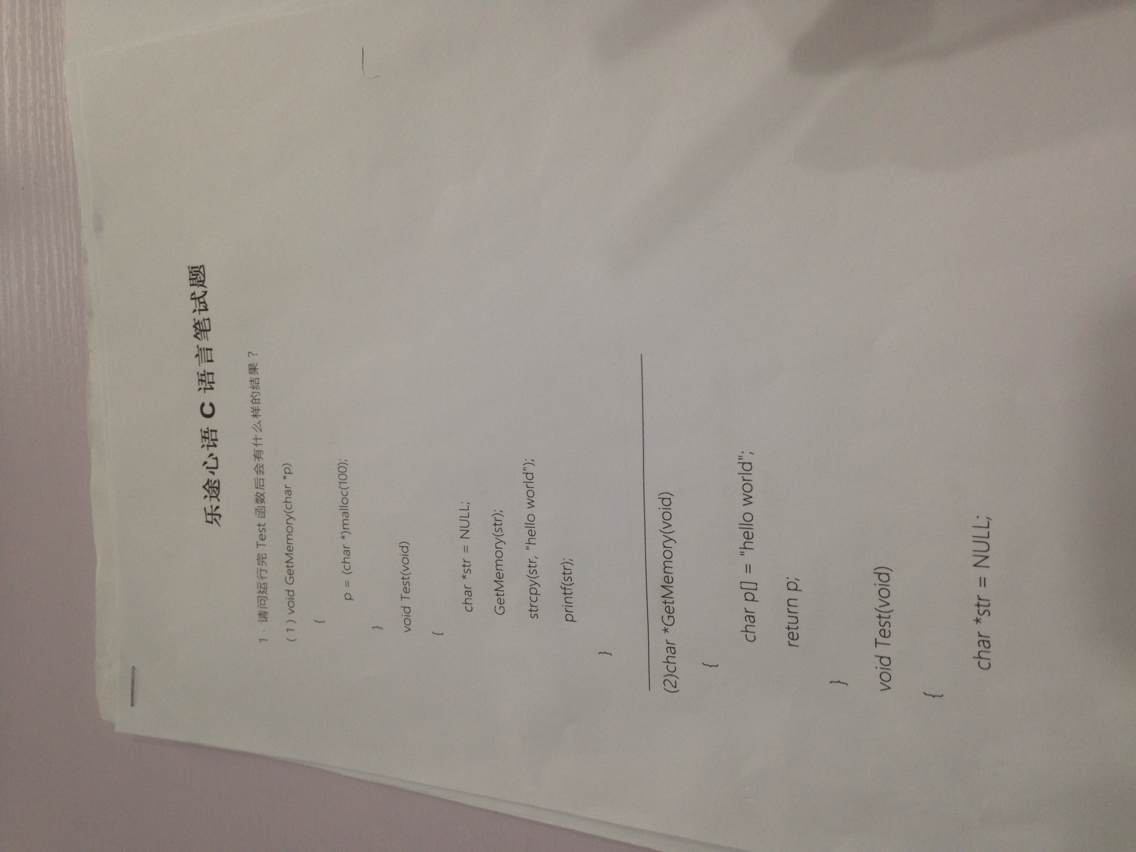 乐途心语 C 语言笔试题
1、请问运行完 Test 函数后会有什么样的结果？
(1) void GetMemory(char *p)
{
p = (char *)malloc(100);
}
void Test(void)
{
char *str = NULL;
GetMemory(str);
strcpy(str, "hello world");
printf(str);
}
(2)char *GetMemory(void)
{
char p[] = "hello world";
return p;
}
void Test(void)
{
char *str = NULL;